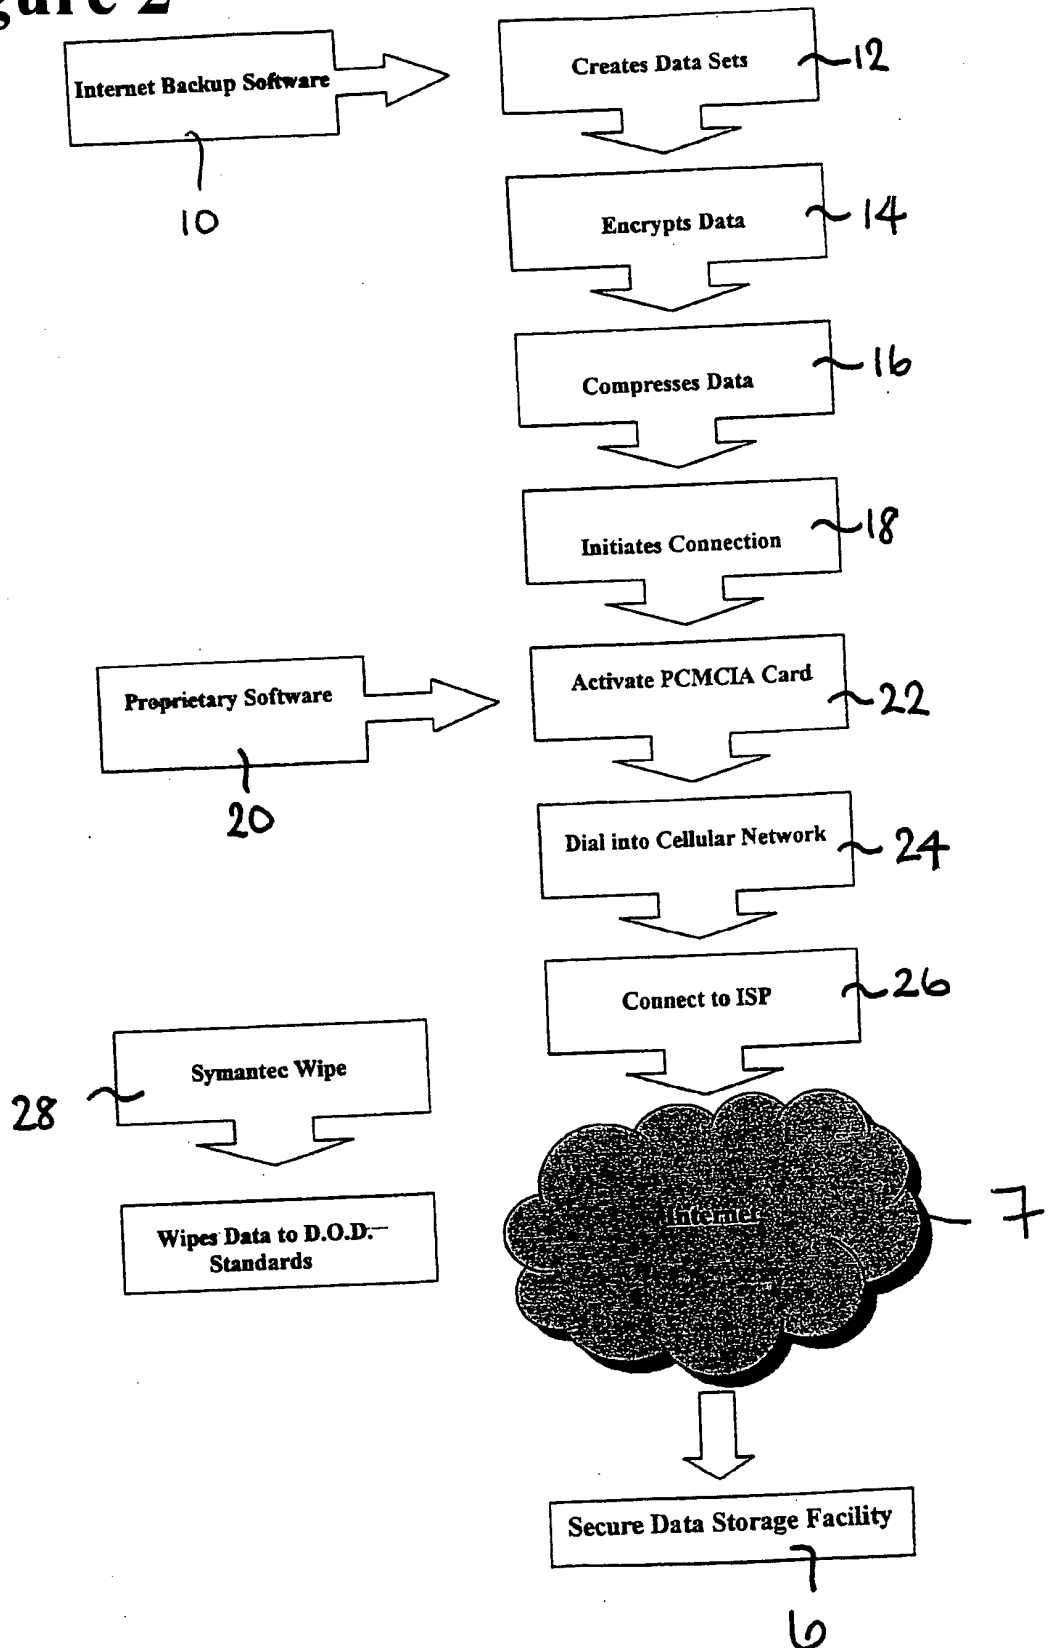 gure 2
Internet Backup Software
10
Creates Data Sets
12
Encrypts Data
14
Compresses Data
16
Initiates Connection
18
Proprietary Software
20
Activate PCMCIA Card
22
Dial into Cellular Network
24
Connect to ISP
26
Symantec Wipe
28
Wipes Data to D.O.D.
Standards
Internet
7
Secure Data Storage Facility
6